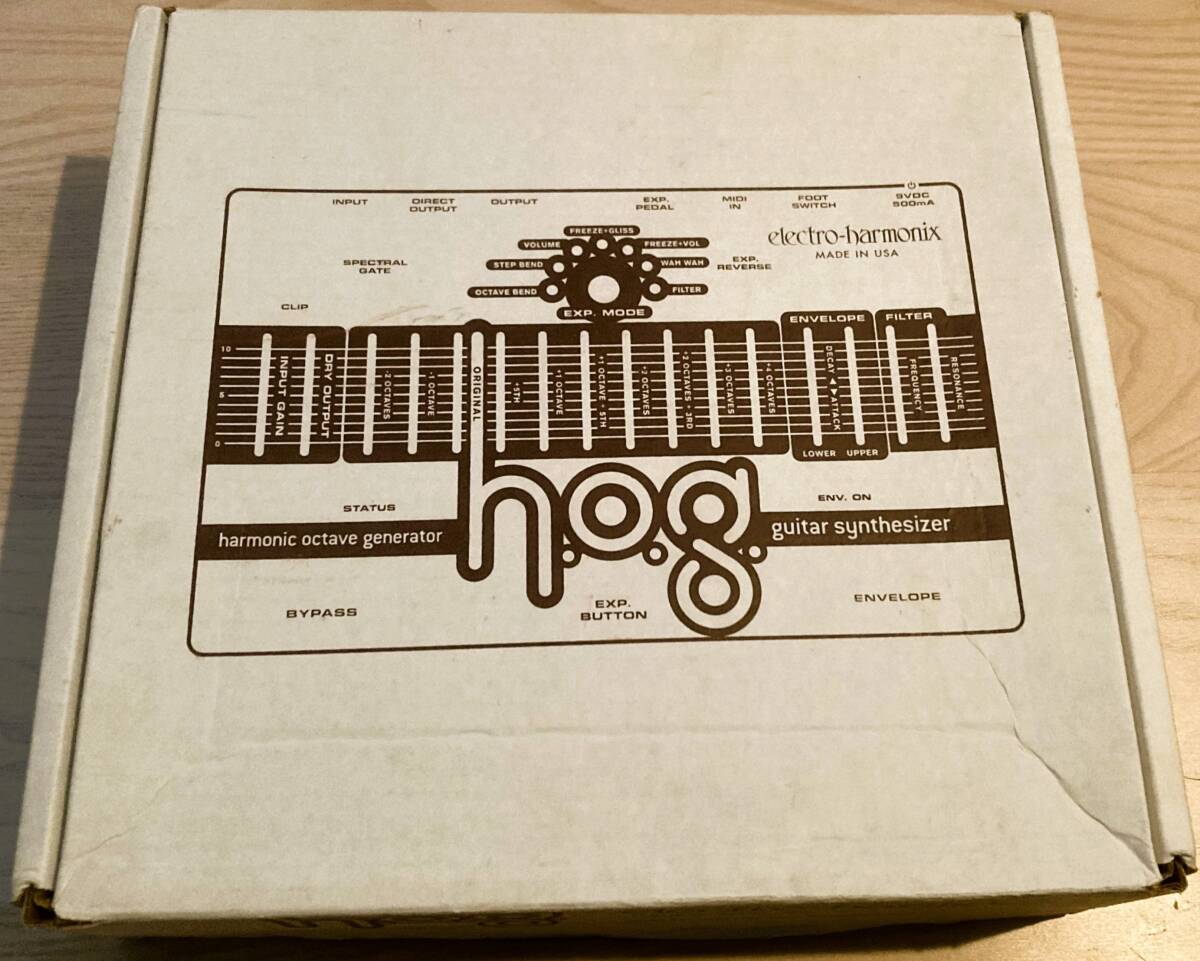 INPUT
DIRECT
OUTPUT
OUTPUT
EXP.
PEDAL
MIDI
IN
FOOT
SWITCH
9VDC
500mA
electro-harmonix
MADE IN USA
FREEZE+GLISS
VOLUME
FREEZE+VOL
STEP BEND
WAH WAH
OCTAVE BEND
FILTER
EXP. MODE
EXP.
REVERSE
SPECTRAL
GATE
CLIP
10
5
0
INPUT GAIN
DRY OUTPUT
-2 OCTAVES
-1 OCTAVE
ORIGINAL
+5TH
+1 OCTAVE
+1 OCTAVE + 5TH
+2 OCTAVES
+2 OCTAVES + 3RD
+3 OCTAVES
+4 OCTAVES
ENVELOPE
DECAY ◄► ATTACK
LOWER UPPER
FILTER
FREQUENCY
RESONANCE
STATUS
h.o.g.
ENV. ON
harmonic octave generator
guitar synthesizer
BYPASS
EXP.
BUTTON
ENVELOPE